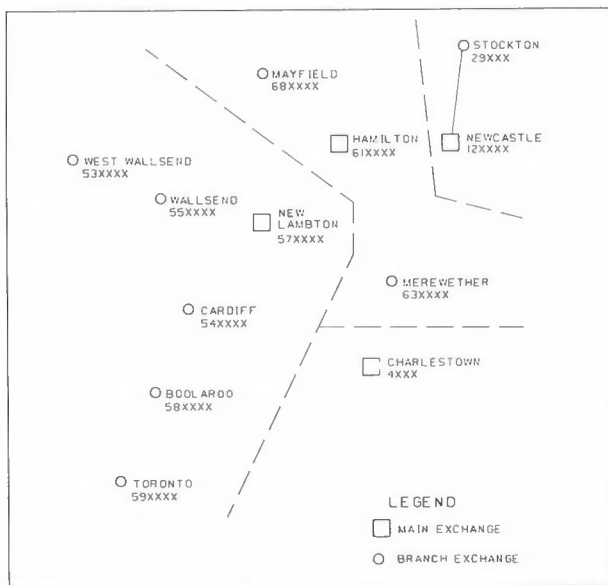 STOCKTON
29XXX
MAYFIELD
68XXXX
HAMILTON
61XXXX
NEWCASTLE
12XXXX
WEST WALLSEND
53XXXX
WALLSEND
55XXXX
NEW
LAMBTON
57XXXX
MEREWETHER
63XXXX
CARDIFF
54XXXX
CHARLESTOWN
4XXX
BOOLAROO
58XXXX
TORONTO
59XXXX
LEGEND
MAIN EXCHANGE
BRANCH EXCHANGE